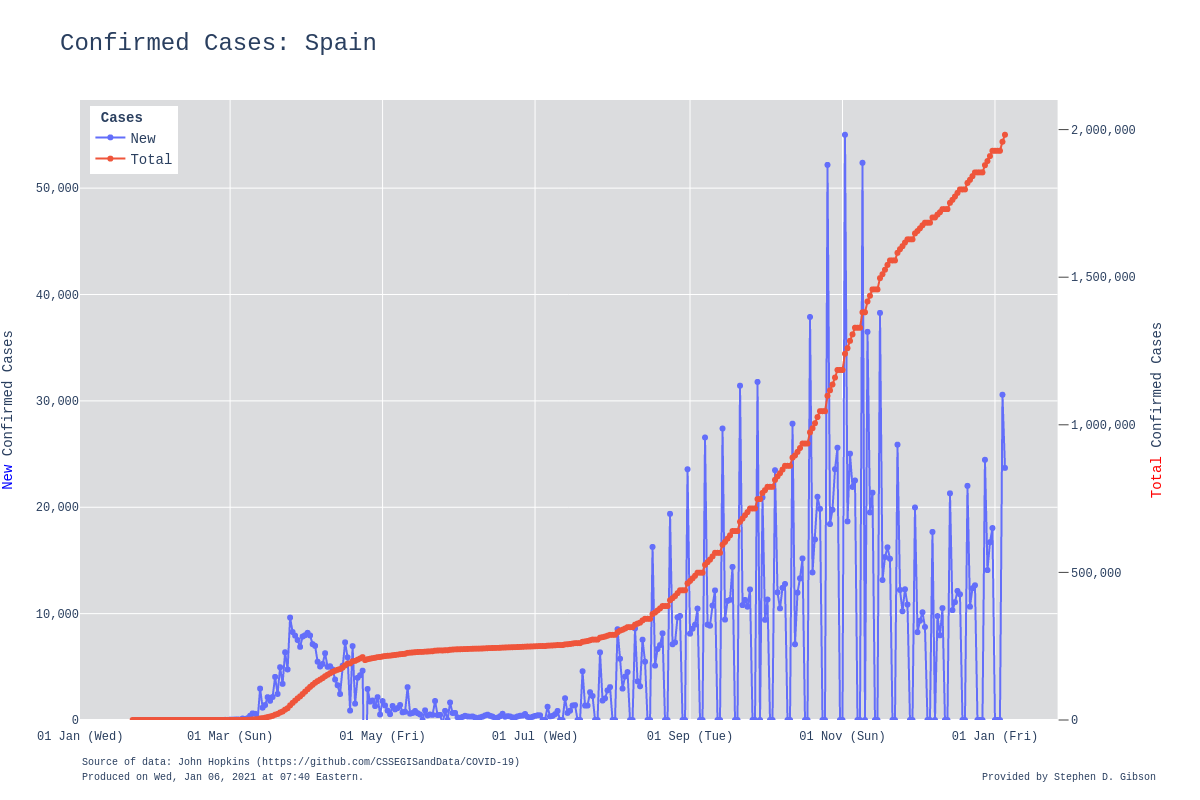 Confirmed Cases: Spain
Cases
New
Total
50,000
40,000
30,000
20,000
10,000
0
New Confirmed Cases
2,000,000
1,500,000
1,000,000
500,000
0
Total Confirmed Cases
01 Jan (Wed)
01 Mar (Sun)
01 May (Fri)
01 Jul (Wed)
01 Sep (Tue)
01 Nov (Sun)
01 Jan (Fri)
Source of data: John Hopkins (https://github.com/CSSEGISandData/COVID-19)
Produced on Wed, Jan 06, 2021 at 07:40 Eastern.
Provided by Stephen D. Gibson